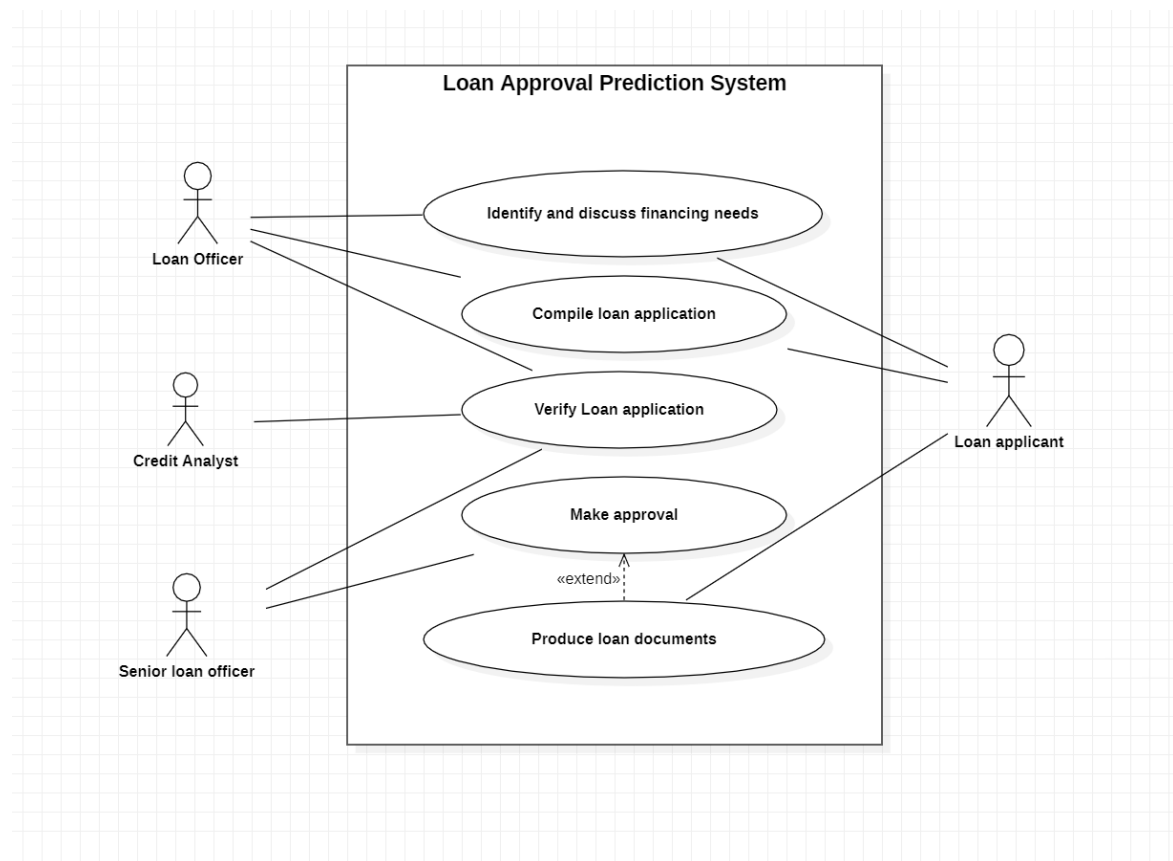 Loan Approval Prediction System
Identify and discuss financing needs
Loan Officer
Compile loan application
Verify Loan application
Loan applicant
Credit Analyst
Make approval
«extend»
Produce loan documents
Senior loan officer